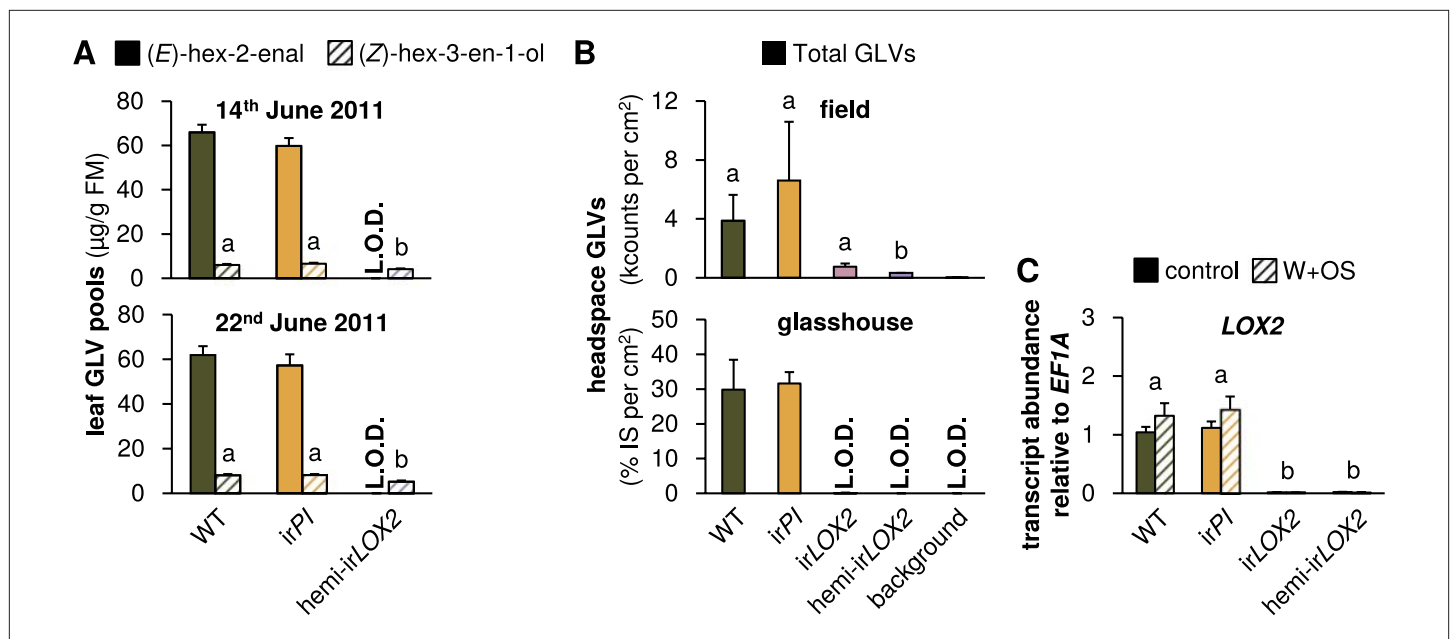 A (E)-hex-2-enal (Z)-hex-3-en-1-ol
leaf GLV pools (µg/g FM)
14th June 2011
80
60
40
20
0
a
a
L.O.D.
b
22nd June 2011
80
60
40
20
0
a
a
L.O.D.
b
WT
irPI
hemi-irLOX2
B Total GLVs
headspace GLVs
(kcounts per cm²)
field
12
8
4
0
a
a
a
b
(% IS per cm²)
glasshouse
50
40
30
20
10
0
L.O.D.
L.O.D.
L.O.D.
WT
irPI
irLOX2
hemi-irLOX2
background
C control W+OS
transcript abundance
relative to EF1A
LOX2
3
2
1
0
a
a
b
b
WT
irPI
irLOX2
hemi-irLOX2